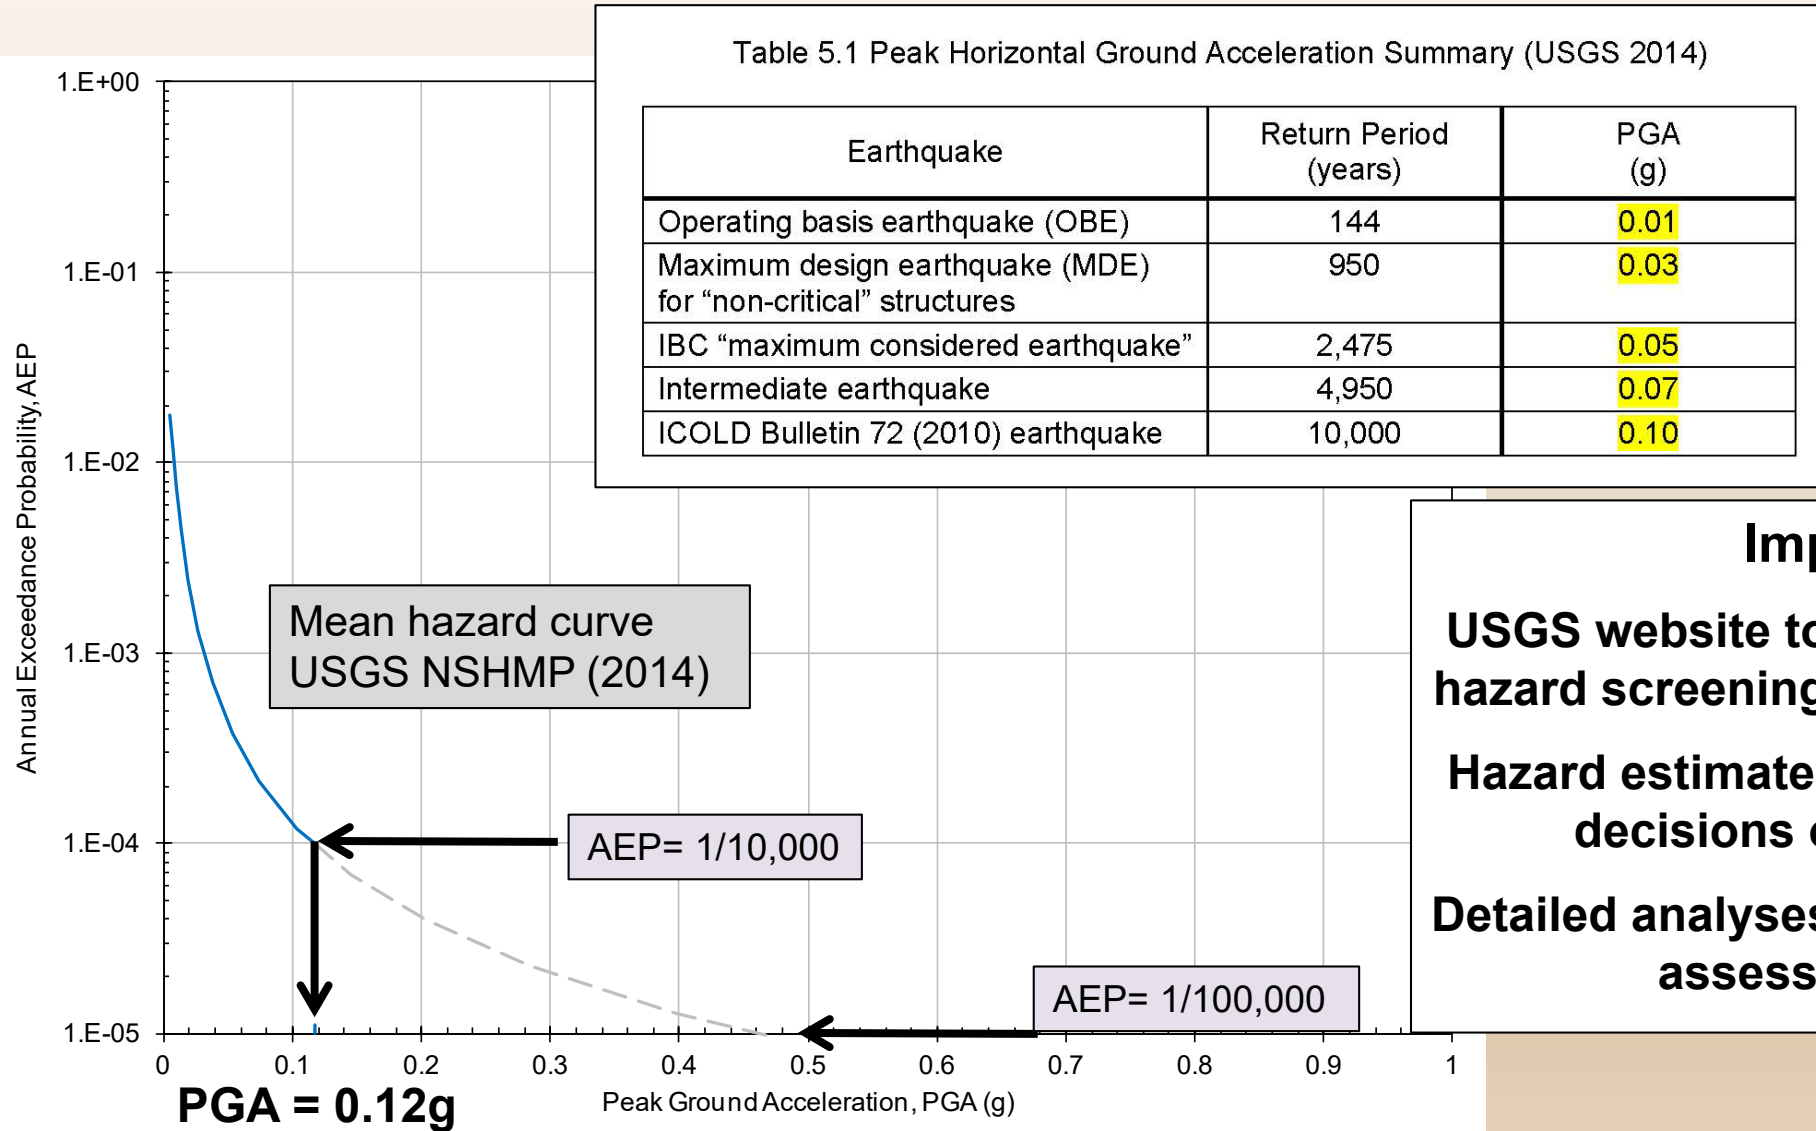 Table 5.1 Peak Horizontal Ground Acceleration Summary (USGS 2014)
Earthquake
Return Period
(years)
PGA
(g)
Operating basis earthquake (OBE) 144 0.01
Maximum design earthquake (MDE) 950 0.03
for “non-critical” structures
IBC “maximum considered earthquake” 2,475 0.05
Intermediate earthquake 4,950 0.07
ICOLD Bulletin 72 (2010) earthquake 10,000 0.10
1.E+00
1.E-01
1.E-02
1.E-03
1.E-04
1.E-05
Annual Exceedance Probability, AEP
Mean hazard curve
USGS NSHMP (2014)
AEP= 1/10,000
AEP= 1/100,000
0 0.1 0.2 0.3 0.4 0.5 0.6 0.7 0.8 0.9 1
PGA = 0.12g
Peak Ground Acceleration, PGA (g)
USGS website
hazard screening
Hazard estimate
decisions
Detailed analyses
assess